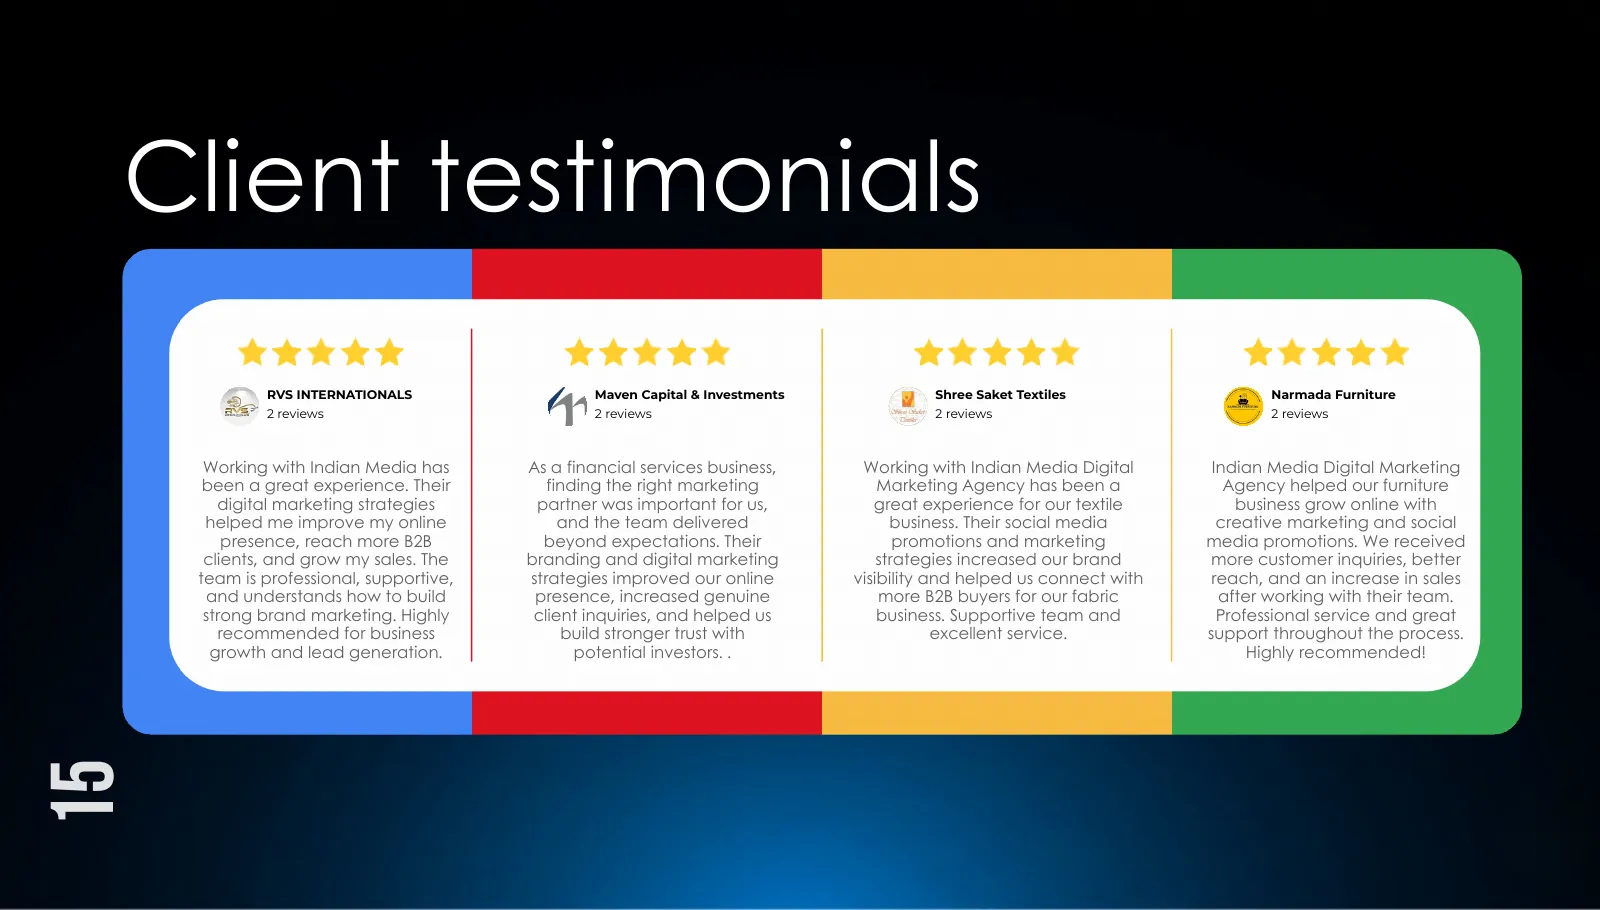 Client testimonials
RVS INTERNATIONALS
2 reviews
Working with Indian Media has
been a great experience. Their
digital marketing strategies
helped me improve my online
presence, reach more B2B
clients, and grow my sales. The
team is professional, supportive,
and understands how to build
strong brand marketing. Highly
recommended for business
growth and lead generation.
Maven Capital & Investments
2 reviews
As a financial services business,
finding the right marketing
partner was important for us,
and the team delivered
beyond expectations. Their
branding and digital marketing
strategies improved our online
presence, increased genuine
client inquiries, and helped us
build stronger trust with
potential investors. .
Shree Saket Textiles
2 reviews
Working with Indian Media Digital
Marketing Agency has been a
great experience for our textile
business. Their social media
promotions and marketing
strategies increased our brand
visibility and helped us connect with
more B2B buyers for our fabric
business. Supportive team and
excellent service.
Narmada Furniture
2 reviews
Indian Media Digital Marketing
Agency helped our furniture
business grow online with
creative marketing and social
media promotions. We received
more customer inquiries, better
reach, and an increase in sales
after working with their team.
Professional service and great
support throughout the process.
Highly recommended!
15